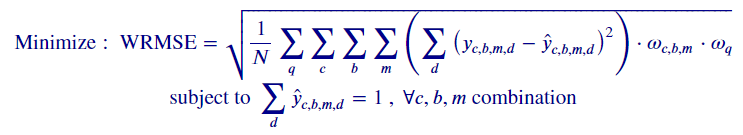 Minimize : WRMSE = √( 1/N ∑_q ∑_c ∑_b ∑_m ( ∑_d (y_{c,b,m,d} − ŷ_{c,b,m,d})² ) · ω_{c,b,m} · ω_q )
subject to ∑_d ŷ_{c,b,m,d} = 1 , ∀c, b, m combination